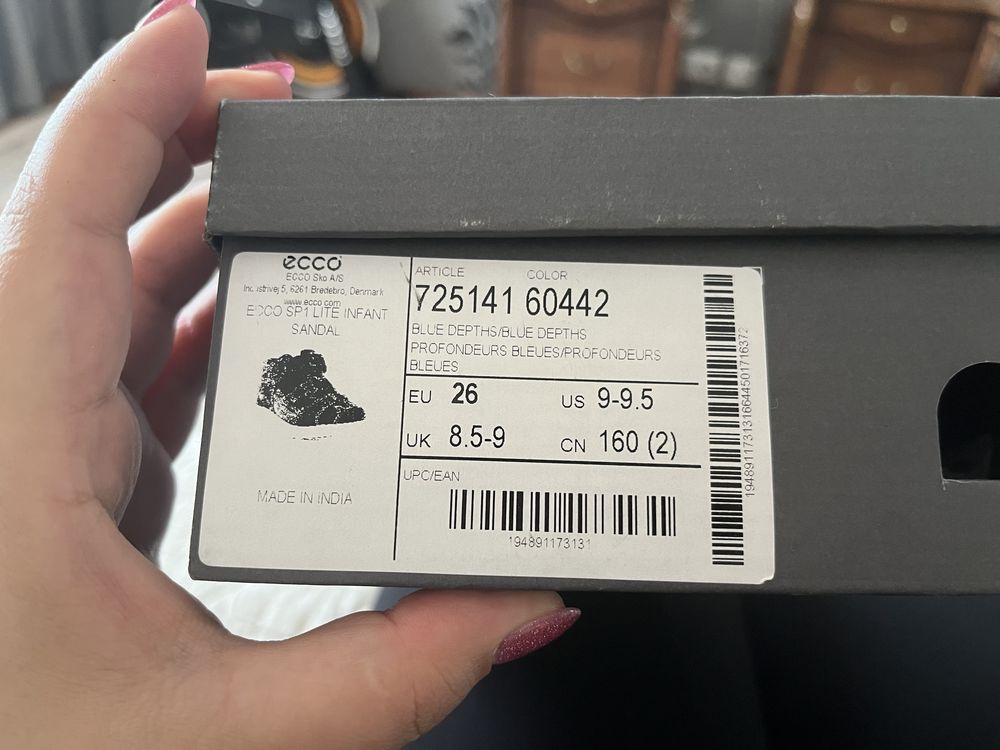 ecco
ECCO Sko A/S
Industrivej 5, 6261 Bredebro, Denmark
www.ecco.com
ECCO SP1 LITE INFANT
SANDAL
MADE IN INDIA
ARTICLE COLOR
725141 60442
BLUE DEPTHS/BLUE DEPTHS
PROFONDEURS BLEUES/PROFONDEURS
BLEUES
EU 26 US 9-9.5
UK 8.5-9 CN 160 (2)
UPC/EAN
194891173131
1948911731316644501716372